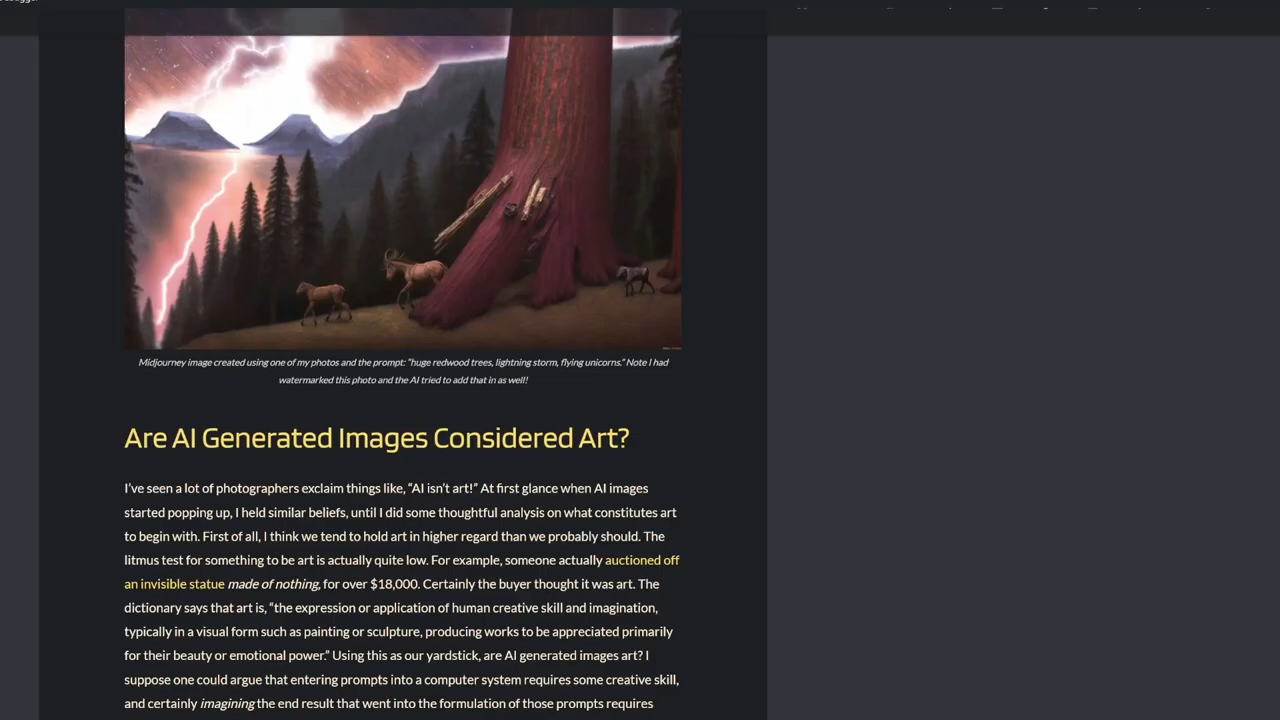 Midjourney image created using one of my photos and the prompt: "huge redwood trees, lightning storm, flying unicorns." Note I had
watermarked this photo and the AI tried to add that in as well!
Are AI Generated Images Considered Art?
I've seen a lot of photographers exclaim things like, “AI isn't art!” At first glance when AI images
started popping up, I held similar beliefs, until I did some thoughtful analysis on what constitutes art
to begin with. First of all, I think we tend to hold art in higher regard than we probably should. The
litmus test for something to be art is actually quite low. For example, someone actually auctioned off
an invisible statue made of nothing, for over $18,000. Certainly the buyer thought it was art. The
dictionary says that art is, “the expression or application of human creative skill and imagination,
typically in a visual form such as painting or sculpture, producing works to be appreciated primarily
for their beauty or emotional power.” Using this as our yardstick, are AI generated images art? I
suppose one could argue that entering prompts into a computer system requires some creative skill,
and certainly imagining the end result that went into the formulation of those prompts requires